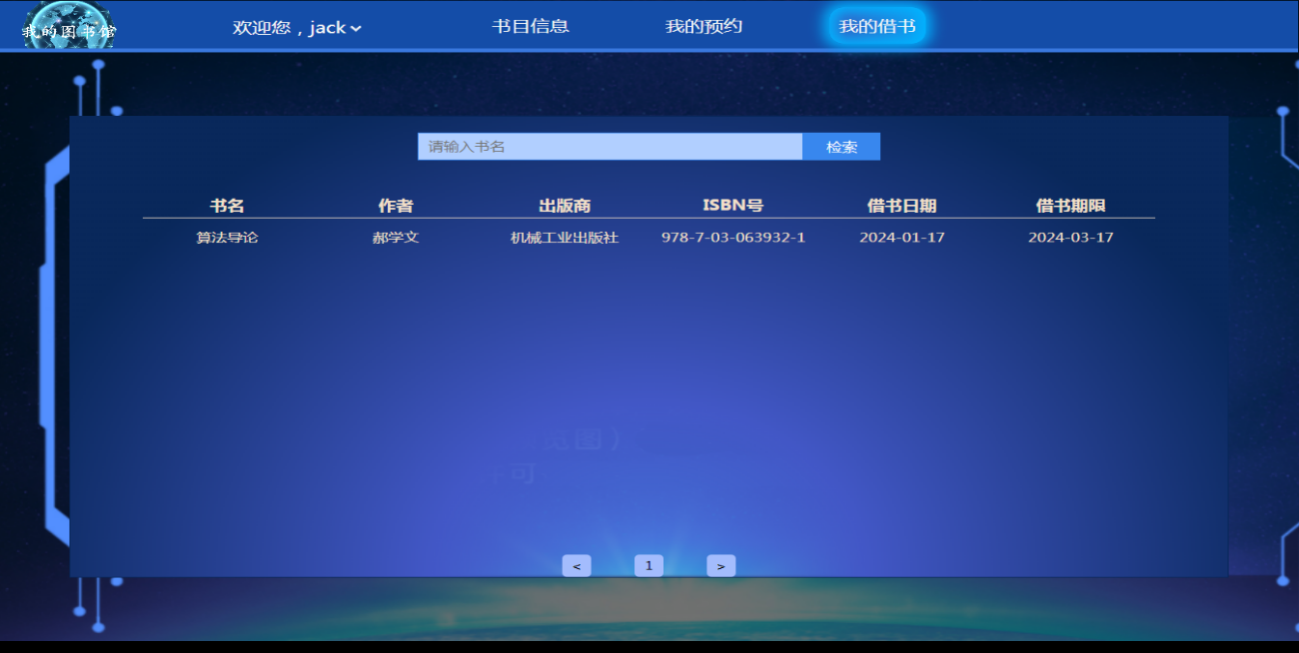 我的图书馆 欢迎您，jack 书目信息 我的预约 我的借书
请输入书名 检索
书名 作者 出版商 ISBN号 借书日期 借书期限
算法导论 郝学文 机械工业出版社 978-7-03-063932-1 2024-01-17 2024-03-17
览图）
可
< 1 >